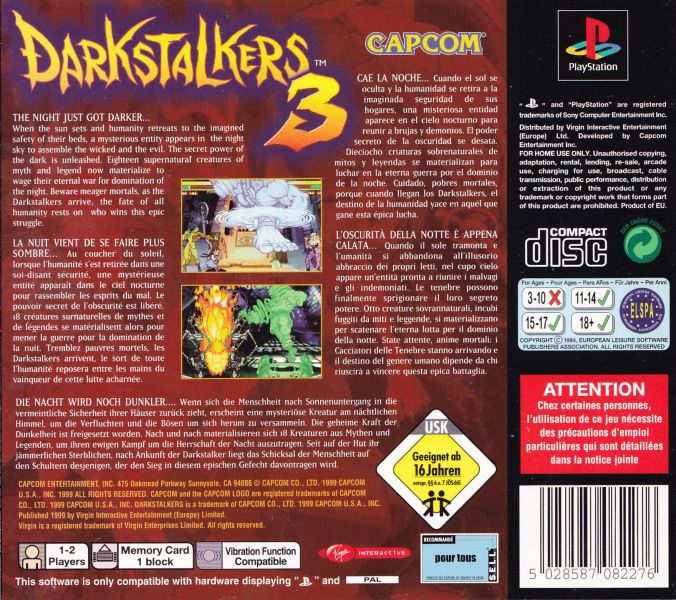 DARKSTALKERS 3 ™
CAPCOM
PlayStation
THE NIGHT JUST GOT DARKER...
When the sun sets and humanity retreats to the imagined
safety of their beds, a mysterious entity appears in the night
sky to assemble the wicked and the evil. The secret power of
the dark is unleashed. Eighteen supernatural creatures of
myth and legend now materialize to
wage their eternal war for domination of
the night. Beware meager mortals, as the
Darkstalkers arrive, the fate of all
humanity rests on who wins this epic
struggle.
LA NUIT VIENT DE SE FAIRE PLUS
SOMBRE... Au coucher du soleil,
lorsque l'humanité s'est retirée dans une
soi-disant sécurité, une mystérieuse
entité apparaît dans le ciel nocturne
pour rassembler les esprits du mal. Le
pouvoir secret de l'obscurité est libéré.
18 créatures surnaturelles de mythes et
de légendes se matérialisent alors pour
mener la guerre pour la domination de
la nuit. Tremblez pauvres mortels, les
Darkstalkers arrivent, le sort de toute
l'humanité reposera entre les mains du
vainqueur de cette lutte acharnée.
CAE LA NOCHE... Cuando el sol se
oculta y la humanidad se retira a la
imaginada seguridad de sus
hogares, una misteriosa entidad
aparece en el cielo nocturno para
reunir a brujas y demonios. El poder
secreto de la oscuridad se desata.
Dieciocho criaturas sobrenaturales de
mitos y leyendas se materializan para
luchar en la eterna guerra por el dominio
de la noche. Cuidado, pobres mortales,
porque cuando llegan los Darkstalkers, el
destino de la humanidad yace en aquel que
gane esta épica lucha.
L'OSCURITÀ DELLA NOTTE È APPENA
CALATA... Quando il sole tramonta e
l'umanità si abbandona all'illusorio
abbraccio dei propri letti, nel cupo cielo
appare un'entità pronta a riunire i malvagi
e gli indemoniati. Le tenebre possono
finalmente sprigionare il loro segreto
potere. Otto creature sovrannaturali, incubi
fuggiti da miti e leggende, si materializzano
per scatenare l'eterna lotta per il dominio
della notte. State attente, anime mortali: i
Cacciatori delle Tenebre stanno arrivando e
il destino del genere umano dipende da chi
riuscirà a vincere questa epica battaglia.
DIE NACHT WIRD NOCH DUNKLER.... Wenn sich die Menschheit nach Sonnenuntergang in die
vermeintliche Sicherheit ihrer Häuser zurück zieht, erscheint eine mysteriöse Kreatur am nächtlichen
Himmel, um die Verfluchten und die Bösen um sich herum zu versammeln. Die geheime Kraft der
Dunkelheit ist freigesetzt worden. Nach und nach materialisieren sich 18 Kreaturen aus Mythen und
Legenden, um ihren ewigen Kampf um die Herrschaft der Nacht auszutragen. Seit auf der Hut ihr
jämmerlichen Sterblichen, nach Ankunft der Darkstalker liegt das Schicksal der Menschheit auf
den Schultern desjenigen, der den Sieg in diesem epischen Gefecht davontragen wird.
CAPCOM ENTERTAINMENT, INC. 475 Oakmead Parkway Sunnyvale, CA 94086 © CAPCOM CO., LTD. 1999 CAPCOM
U.S.A., INC. 1999 ALL RIGHTS RESERVED. CAPCOM and the CAPCOM LOGO are registered trademarks of CAPCOM
CO., LTD. 1999 CAPCOM U.S.A., INC. DARKSTALKERS is a trademark of CAPCOM CO., LTD. 1999 CAPCOM U.S.A., INC.
Published 1999 by Virgin Interactive Entertainment (Europe) Limited.
Virgin is a registered trademark of Virgin Enterprises Limited. All rights reserved.
USK
Geeignet ab
16 Jahren
entspr. §§ 6 u. 7 JÖSchG
1-2
Players
Memory Card
1 block
Vibration Function
Compatible
Virgin INTERACTIVE
RECOMMANDÉ
pour tous
SELL
This software is only compatible with hardware displaying " " and PAL
" " and "PlayStation" are registered
trademarks of Sony Computer Entertainment Inc.
Distributed by Virgin Interactive Entertainment
(Europe) Ltd. Developed by Capcom
Entertainment Inc.
FOR HOME USE ONLY. Unauthorised copying,
adaptation, rental, lending, re-sale, arcade
use, charging for use, broadcast, cable
transmission, public performance, distribution
or extraction of this product or any
trademark or copyright work that forms part
of this product are prohibited. Product of EU.
COMPACT
disc
DER GRÜNE PUNKT
For Ages – Pour Ages – Para Años – Für Jahre – Per Anni
3-10 11-14
15-17 18+
ELSPA
COPYRIGHT © 1994, EUROPEAN LEISURE SOFTWARE
PUBLISHERS ASSOCIATION. ALL RIGHTS RESERVED
ATTENTION
Chez certaines personnes,
l'utilisation de ce jeu nécessite
des précautions d'emploi
particulières qui sont détaillées
dans la notice jointe
5 028587 082276